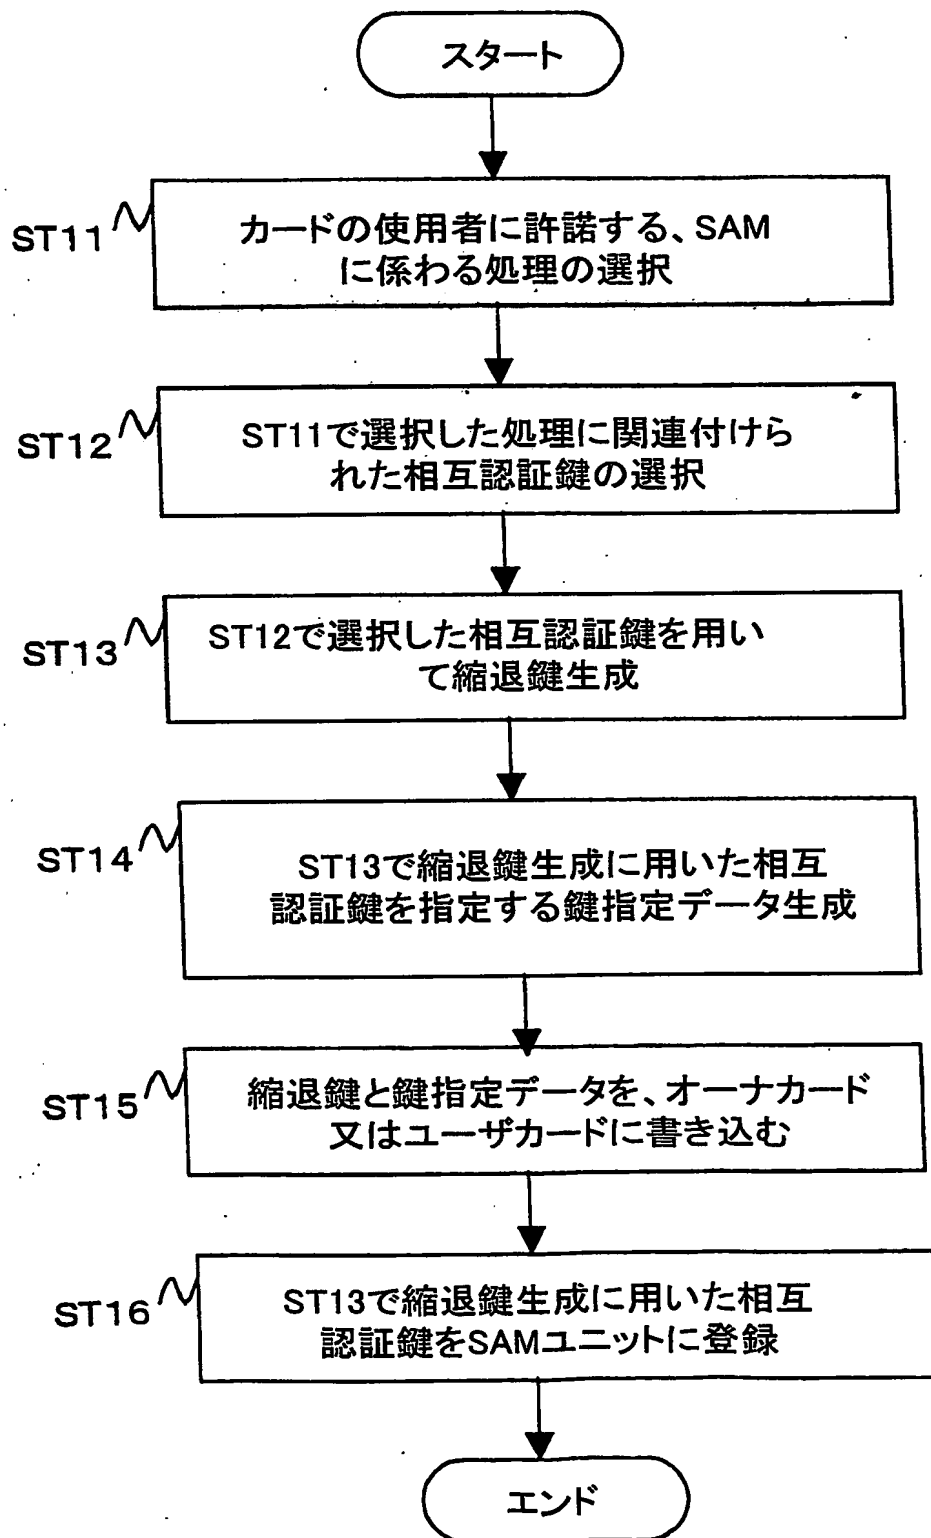 スタート
ST11
カードの使用者に許諾する、SAM
に係わる処理の選択
ST12
ST11で選択した処理に関連付けら
れた相互認証鍵の選択
ST13
ST12で選択した相互認証鍵を用い
て縮退鍵生成
ST14
ST13で縮退鍵生成に用いた相互
認証鍵を指定する鍵指定データ生成
ST15
縮退鍵と鍵指定データを、オーナカード
又はユーザカードに書き込む
ST16
ST13で縮退鍵生成に用いた相互
認証鍵をSAMユニットに登録
エンド